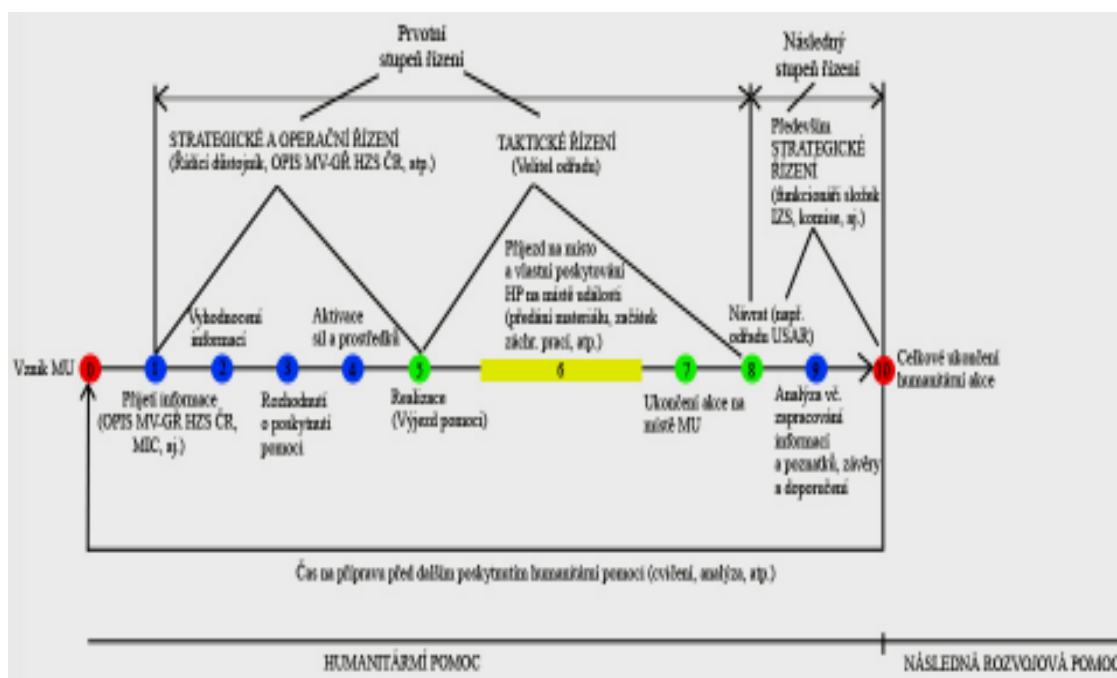 Prvotní
stupeň řízení
Následný
stupeň řízení
STRATEGICKÉ A OPERAČNÍ ŘÍZENÍ
(Řídící důstojník, OPIS MV-GŘ HZS ČR, atp.)
TAKTICKÉ ŘÍZENÍ
(Velitel odřadu)
Především
STRATEGICKÉ
ŘÍZENÍ
(funkcionáři složek
IZS, komise, aj.)
Příjezd na místo
a vlastní poskytování
HP na místě události
(předání materiálu, začátek
záchr. prací, atp.)
Vyhodnocení
informací
Aktivace
sil a prostředků
Návrat (např.
odřadu USAR)
Vznik MU
0
1
2
3
4
5
6
7
8
9
10
Celkové ukončení
humanitární akce
Přijetí informace
(OPIS MV-GŘ HZS ČR,
MIC, aj.)
Rozhodnutí
o poskytnutí
pomoci
Realizace
(Výjezd pomoci)
Ukončení akce na
místě MU
Analýza vč.
zapracování
informací
a poznatků, závěry
a doporučení
Čas na přípravu před dalším poskytnutím humanitární pomoci (cvičení, analýza, atp.)
HUMANITÁRMÍ POMOC
NÁSLEDNÁ ROZVOJOVÁ POMOC